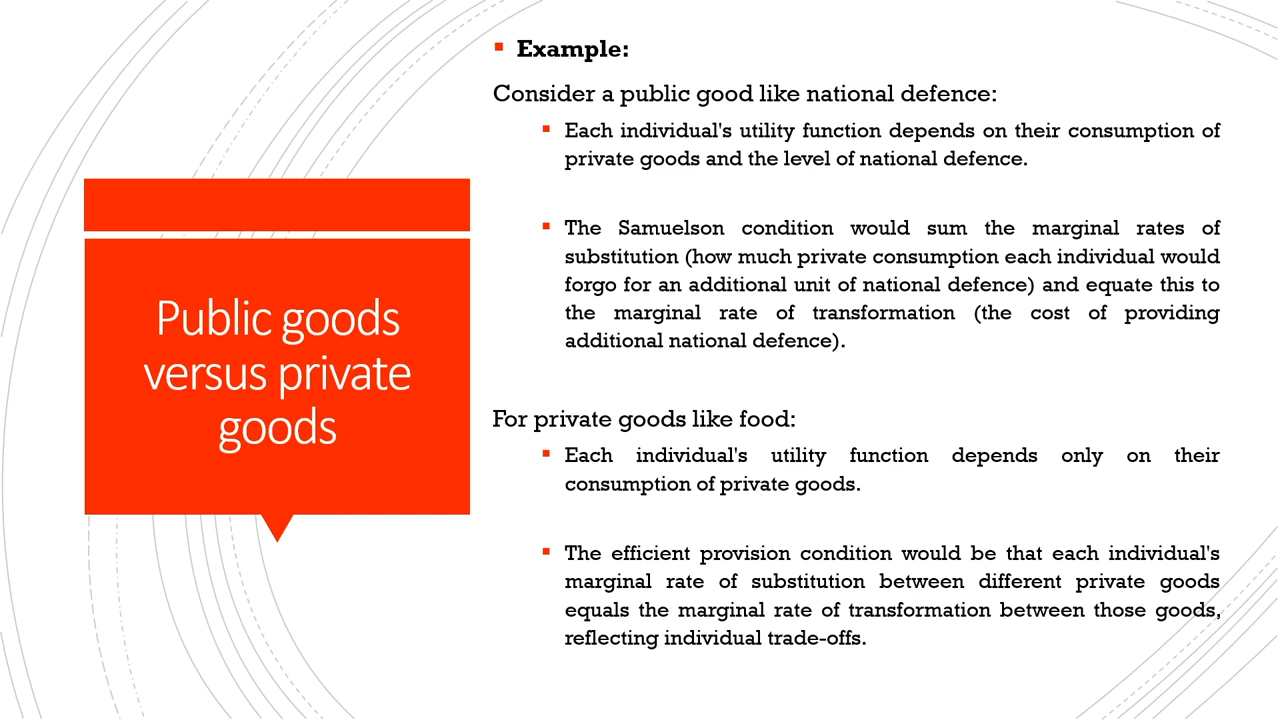 Public goods
versus private
goods
Example:
Consider a public good like national defence:
Each individual's utility function depends on their consumption of
private goods and the level of national defence.
The Samuelson condition would sum the marginal rates of
substitution (how much private consumption each individual would
forgo for an additional unit of national defence) and equate this to
the marginal rate of transformation (the cost of providing
additional national defence).
For private goods like food:
Each individual's utility function depends only on their
consumption of private goods.
The efficient provision condition would be that each individual's
marginal rate of substitution between different private goods
equals the marginal rate of transformation between those goods,
reflecting individual trade-offs.